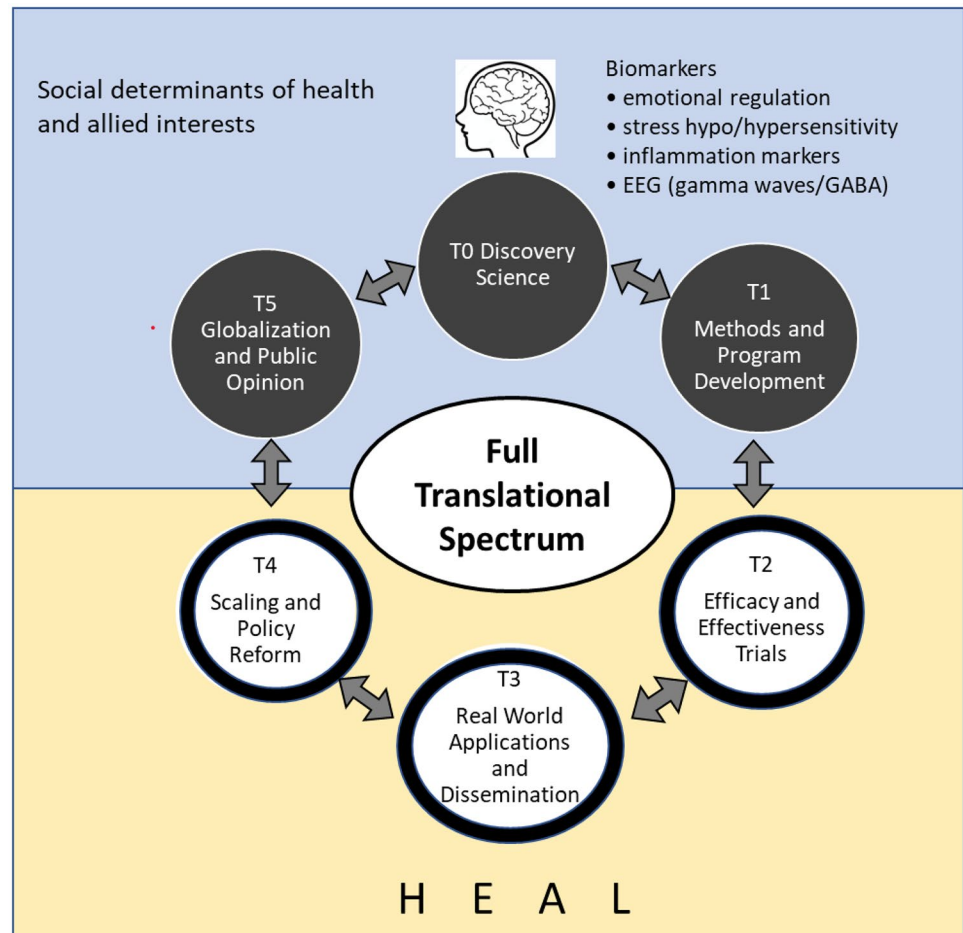 Social determinants of health
and allied interests
Biomarkers
• emotional regulation
• stress hypo/hypersensitivity
• inflammation markers
• EEG (gamma waves/GABA)
T0 Discovery
Science
T1
Methods and
Program
Development
T5
Globalization
and Public
Opinion
Full
Translational
Spectrum
T2
Efficacy and
Effectiveness
Trials
T4
Scaling and
Policy
Reform
T3
Real World
Applications
and
Dissemination
H E A L